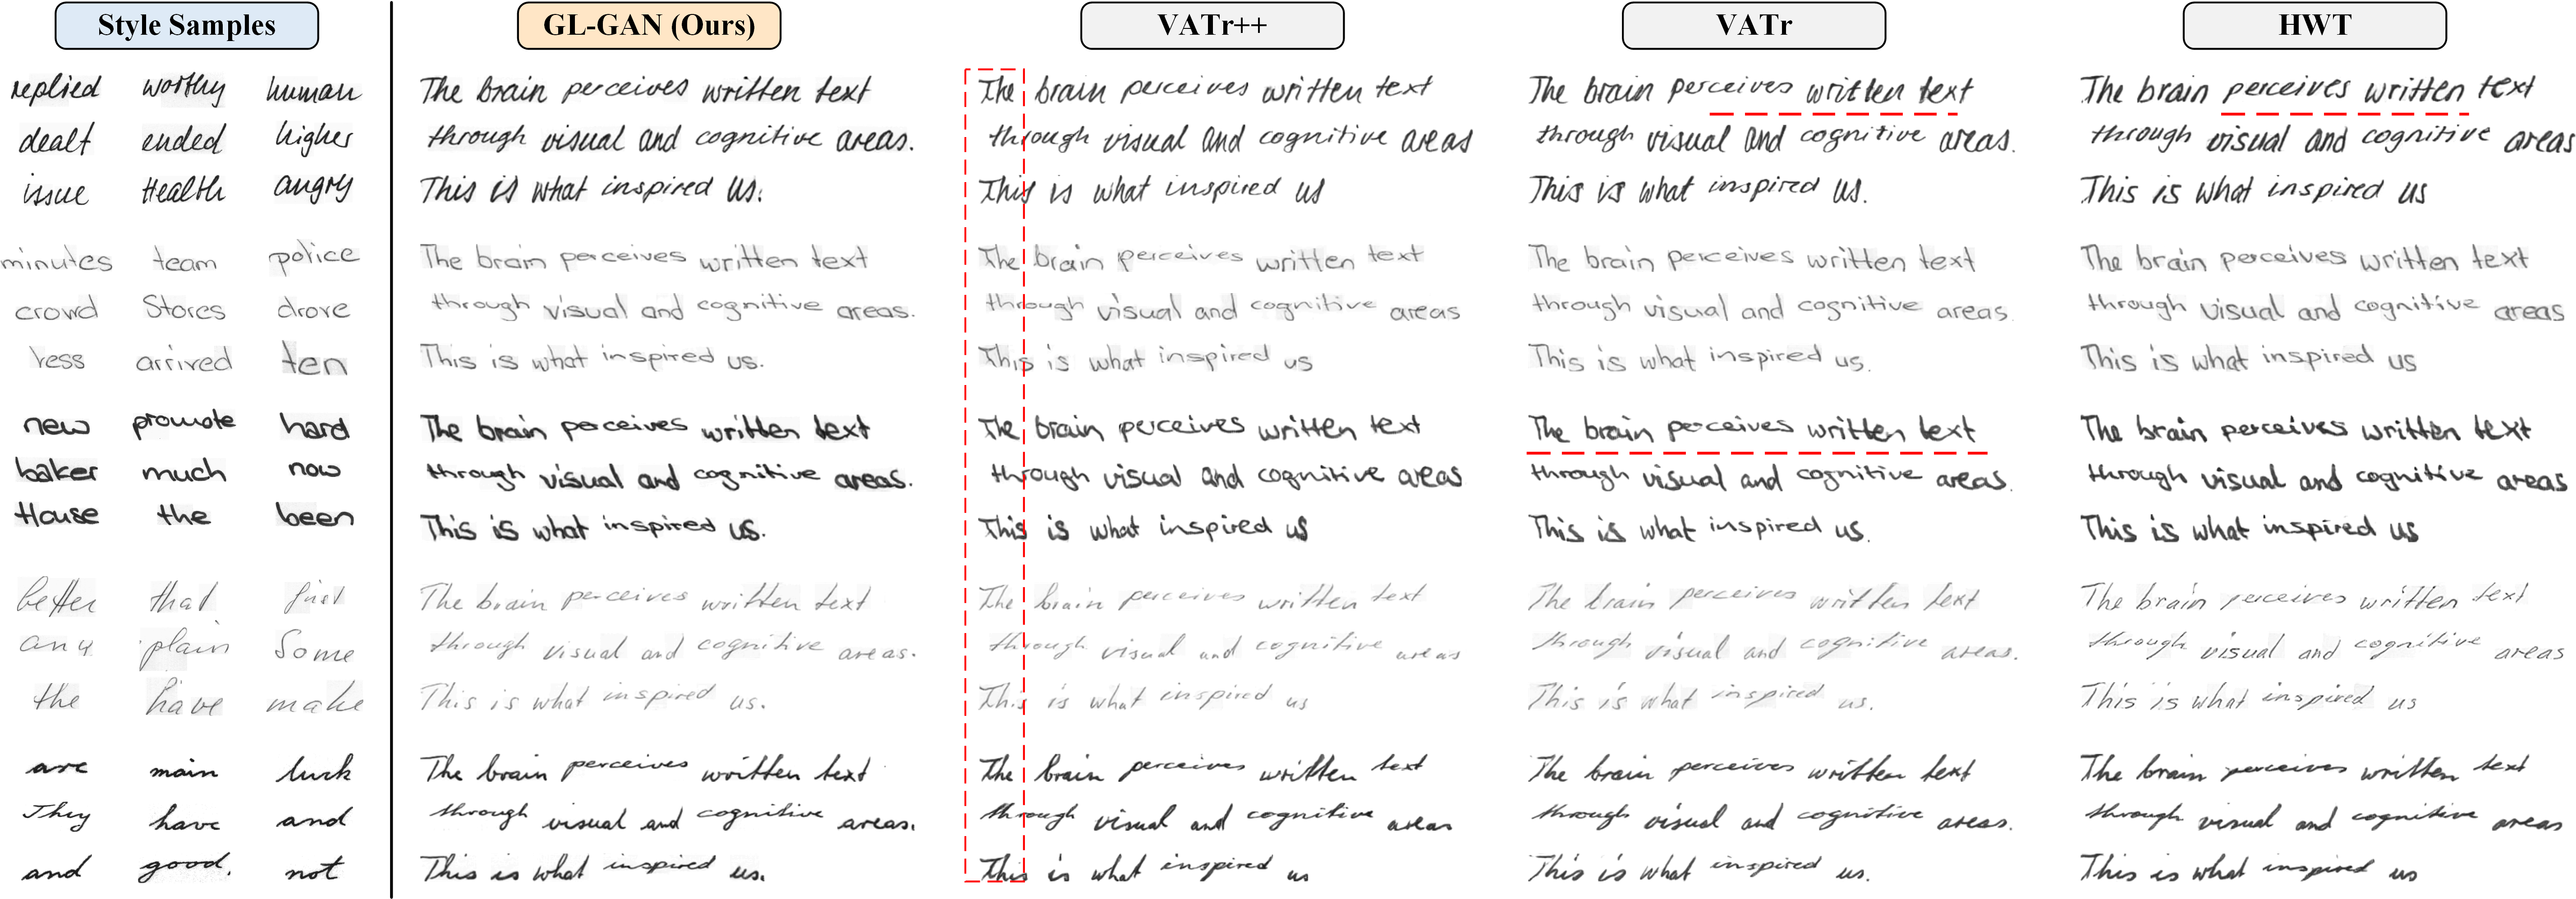 Style Samples GL-GAN (Ours) VATr++ VATr HWT
replied worthy human The brain perceives written text The brain perceives written text The brain perceives written text The brain perceives written text
dealt ended higher through visual and cognitive areas. through visual and cognitive areas through visual and cognitive areas. through visual and cognitive areas
issue Health angry This is what inspired us. This is what inspired us This is what inspired us. This is what inspired us
minutes team police The brain perceives written text The brain perceives written text The brain perceives written text The brain perceives written text
crowd Stores drove through visual and cognitive areas. through visual and cognitive areas through visual and cognitive areas. through visual and cognitive areas
arrived ten This is what inspired us. This is what inspired us This is what inspired us. This is what inspired us
new promote hard The brain perceives written text The brain perceives written text The brain perceives written text The brain perceives written text
baker much now through visual and cognitive areas. through visual and cognitive areas through visual and cognitive areas. through visual and cognitive areas
House the been This is what inspired us. This is what inspired us This is what inspired us. This is what inspired us
better that just The brain perceives written text The brain perceives written text The brain perceives written text The brain perceives written text
any plain Some through visual and cognitive areas. through visual and cognitive areas through visual and cognitive areas. through visual and cognitive areas
the have make This is what inspired us. This is what inspired us This is what inspired us. This is what inspired us
are main luck The brain perceives written text The brain perceives written text The brain perceives written text The brain perceives written text
They have and through visual and cognitive areas. through visual and cognitive areas through visual and cognitive areas. through visual and cognitive areas
and good. not This is what inspired us. This is what inspired us This is what inspired us. This is what inspired us